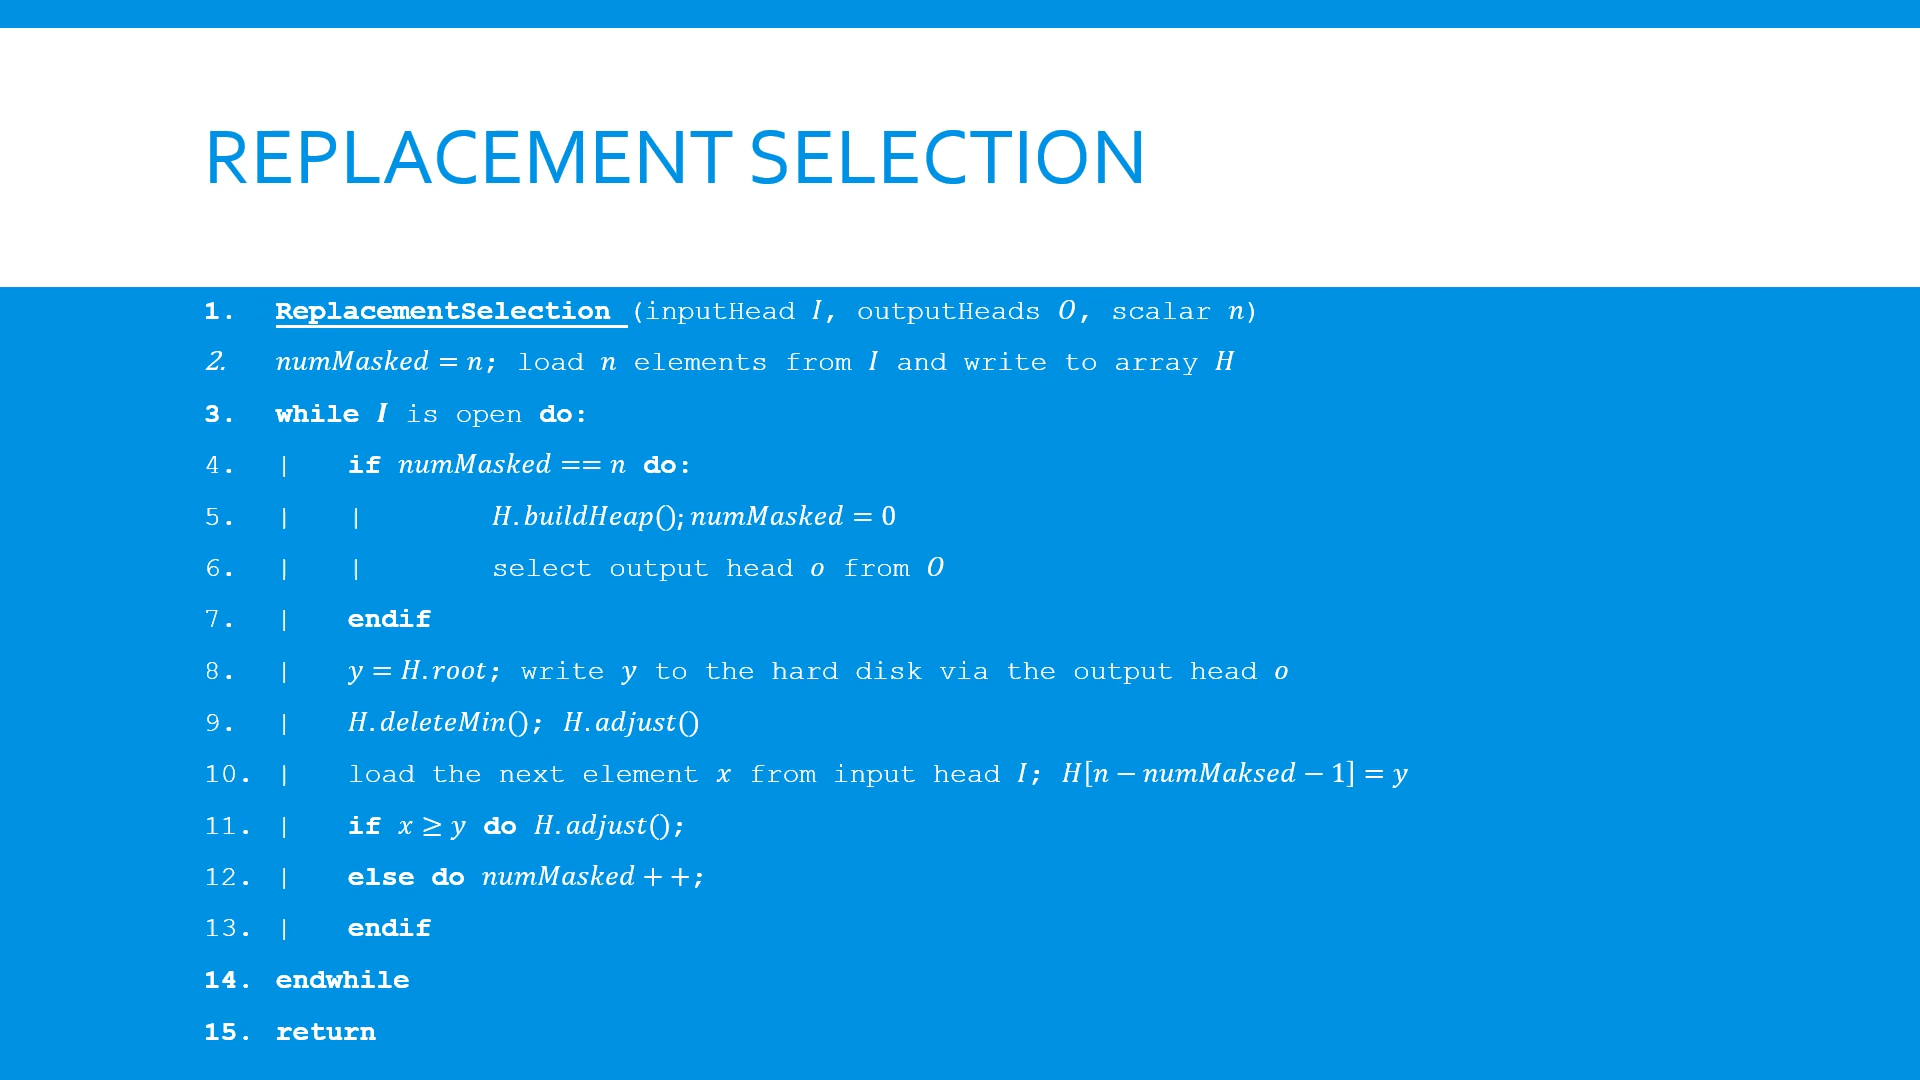 REPLACEMENT SELECTION
1. ReplacementSelection (inputHead I, outputHeads O, scalar n)
2. numMasked = n; load n elements from I and write to array H
3. while I is open do:
4. | if numMasked == n do:
5. | | H.buildHeap(); numMasked = 0
6. | | select output head o from O
7. | endif
8. | y = H.root; write y to the hard disk via the output head o
9. | H.deleteMin(); H.adjust()
10. | load the next element x from input head I; H[n − numMaksed − 1] = y
11. | if x ≥ y do H.adjust();
12. | else do numMasked + +;
13. | endif
14. endwhile
15. return